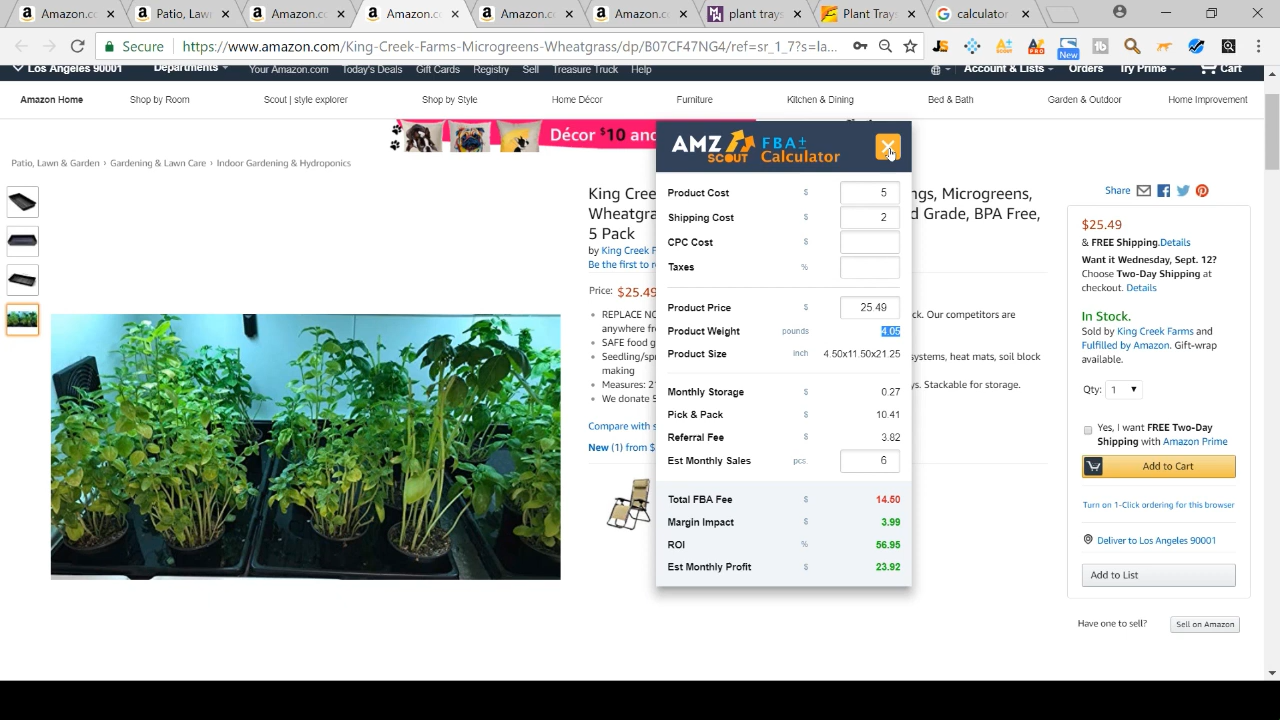 Amazon.co
Patio, Lawn
Amazon.co
Amazon.co
Amazon.co
Amazon.co
plant trays
Plant Trays
calculator
Secure
https://www.amazon.com/King-Creek-Farms-Microgreens-Wheatgrass/dp/B07CF47NG4/ref=sr_1_7?s=la...
New
Los Angeles 90001
Departments
Your Amazon.com
Today's Deals
Gift Cards
Registry
Sell
Treasure Truck
Help
Account & Lists
Orders
Try Prime
Cart
Amazon Home
Shop by Room
Scout | style explorer
Shop by Style
Home Décor
Furniture
Kitchen & Dining
Bed & Bath
Garden & Outdoor
Home Improvement
Décor $10 and
Patio, Lawn & Garden › Gardening & Lawn Care › Indoor Gardening & Hydroponics
King Cree
ngs, Microgreens,
Wheatgra
d Grade, BPA Free,
5 Pack
by King Creek F
Be the first to r
Price: $25.49
REPLACE NO
ck. Our competitors are
anywhere fr
SAFE food g
Seedling/spr
systems, heat mats, soil block
making
Measures: 21
ys. Stackable for storage.
We donate 5
Compare with s
New (1) from $
AMZ SCOUT FBA± Calculator
Product Cost $ 5
Shipping Cost $ 2
CPC Cost $
Taxes %
Product Price $ 25.49
Product Weight pounds 4.05
Product Size inch 4.50x11.50x21.25
Monthly Storage $ 0.27
Pick & Pack $ 10.41
Referral Fee $ 3.82
Est Monthly Sales pcs. 6
Total FBA Fee $ 14.50
Margin Impact $ 3.99
ROI % 56.95
Est Monthly Profit $ 23.92
Share
$25.49
& FREE Shipping. Details
Want it Wednesday, Sept. 12?
Choose Two-Day Shipping at
checkout. Details
In Stock.
Sold by King Creek Farms and
Fulfilled by Amazon. Gift-wrap
available.
Qty: 1
Yes, I want FREE Two-Day
Shipping with Amazon Prime
Add to Cart
Turn on 1-Click ordering for this browser
Deliver to Los Angeles 90001
Add to List
Have one to sell?
Sell on Amazon